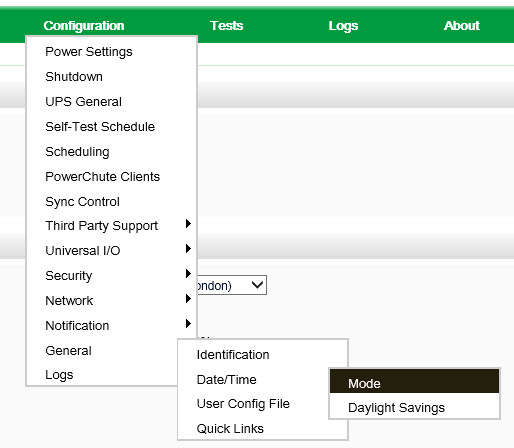 Configuration Tests Logs About
Power Settings
Shutdown
UPS General
Self-Test Schedule
Scheduling
PowerChute Clients
Sync Control
Third Party Support
Universal I/O
Security
Network
Notification
General
Logs
ondon)
Identification
Date/Time
User Config File
Quick Links
Mode
Daylight Savings